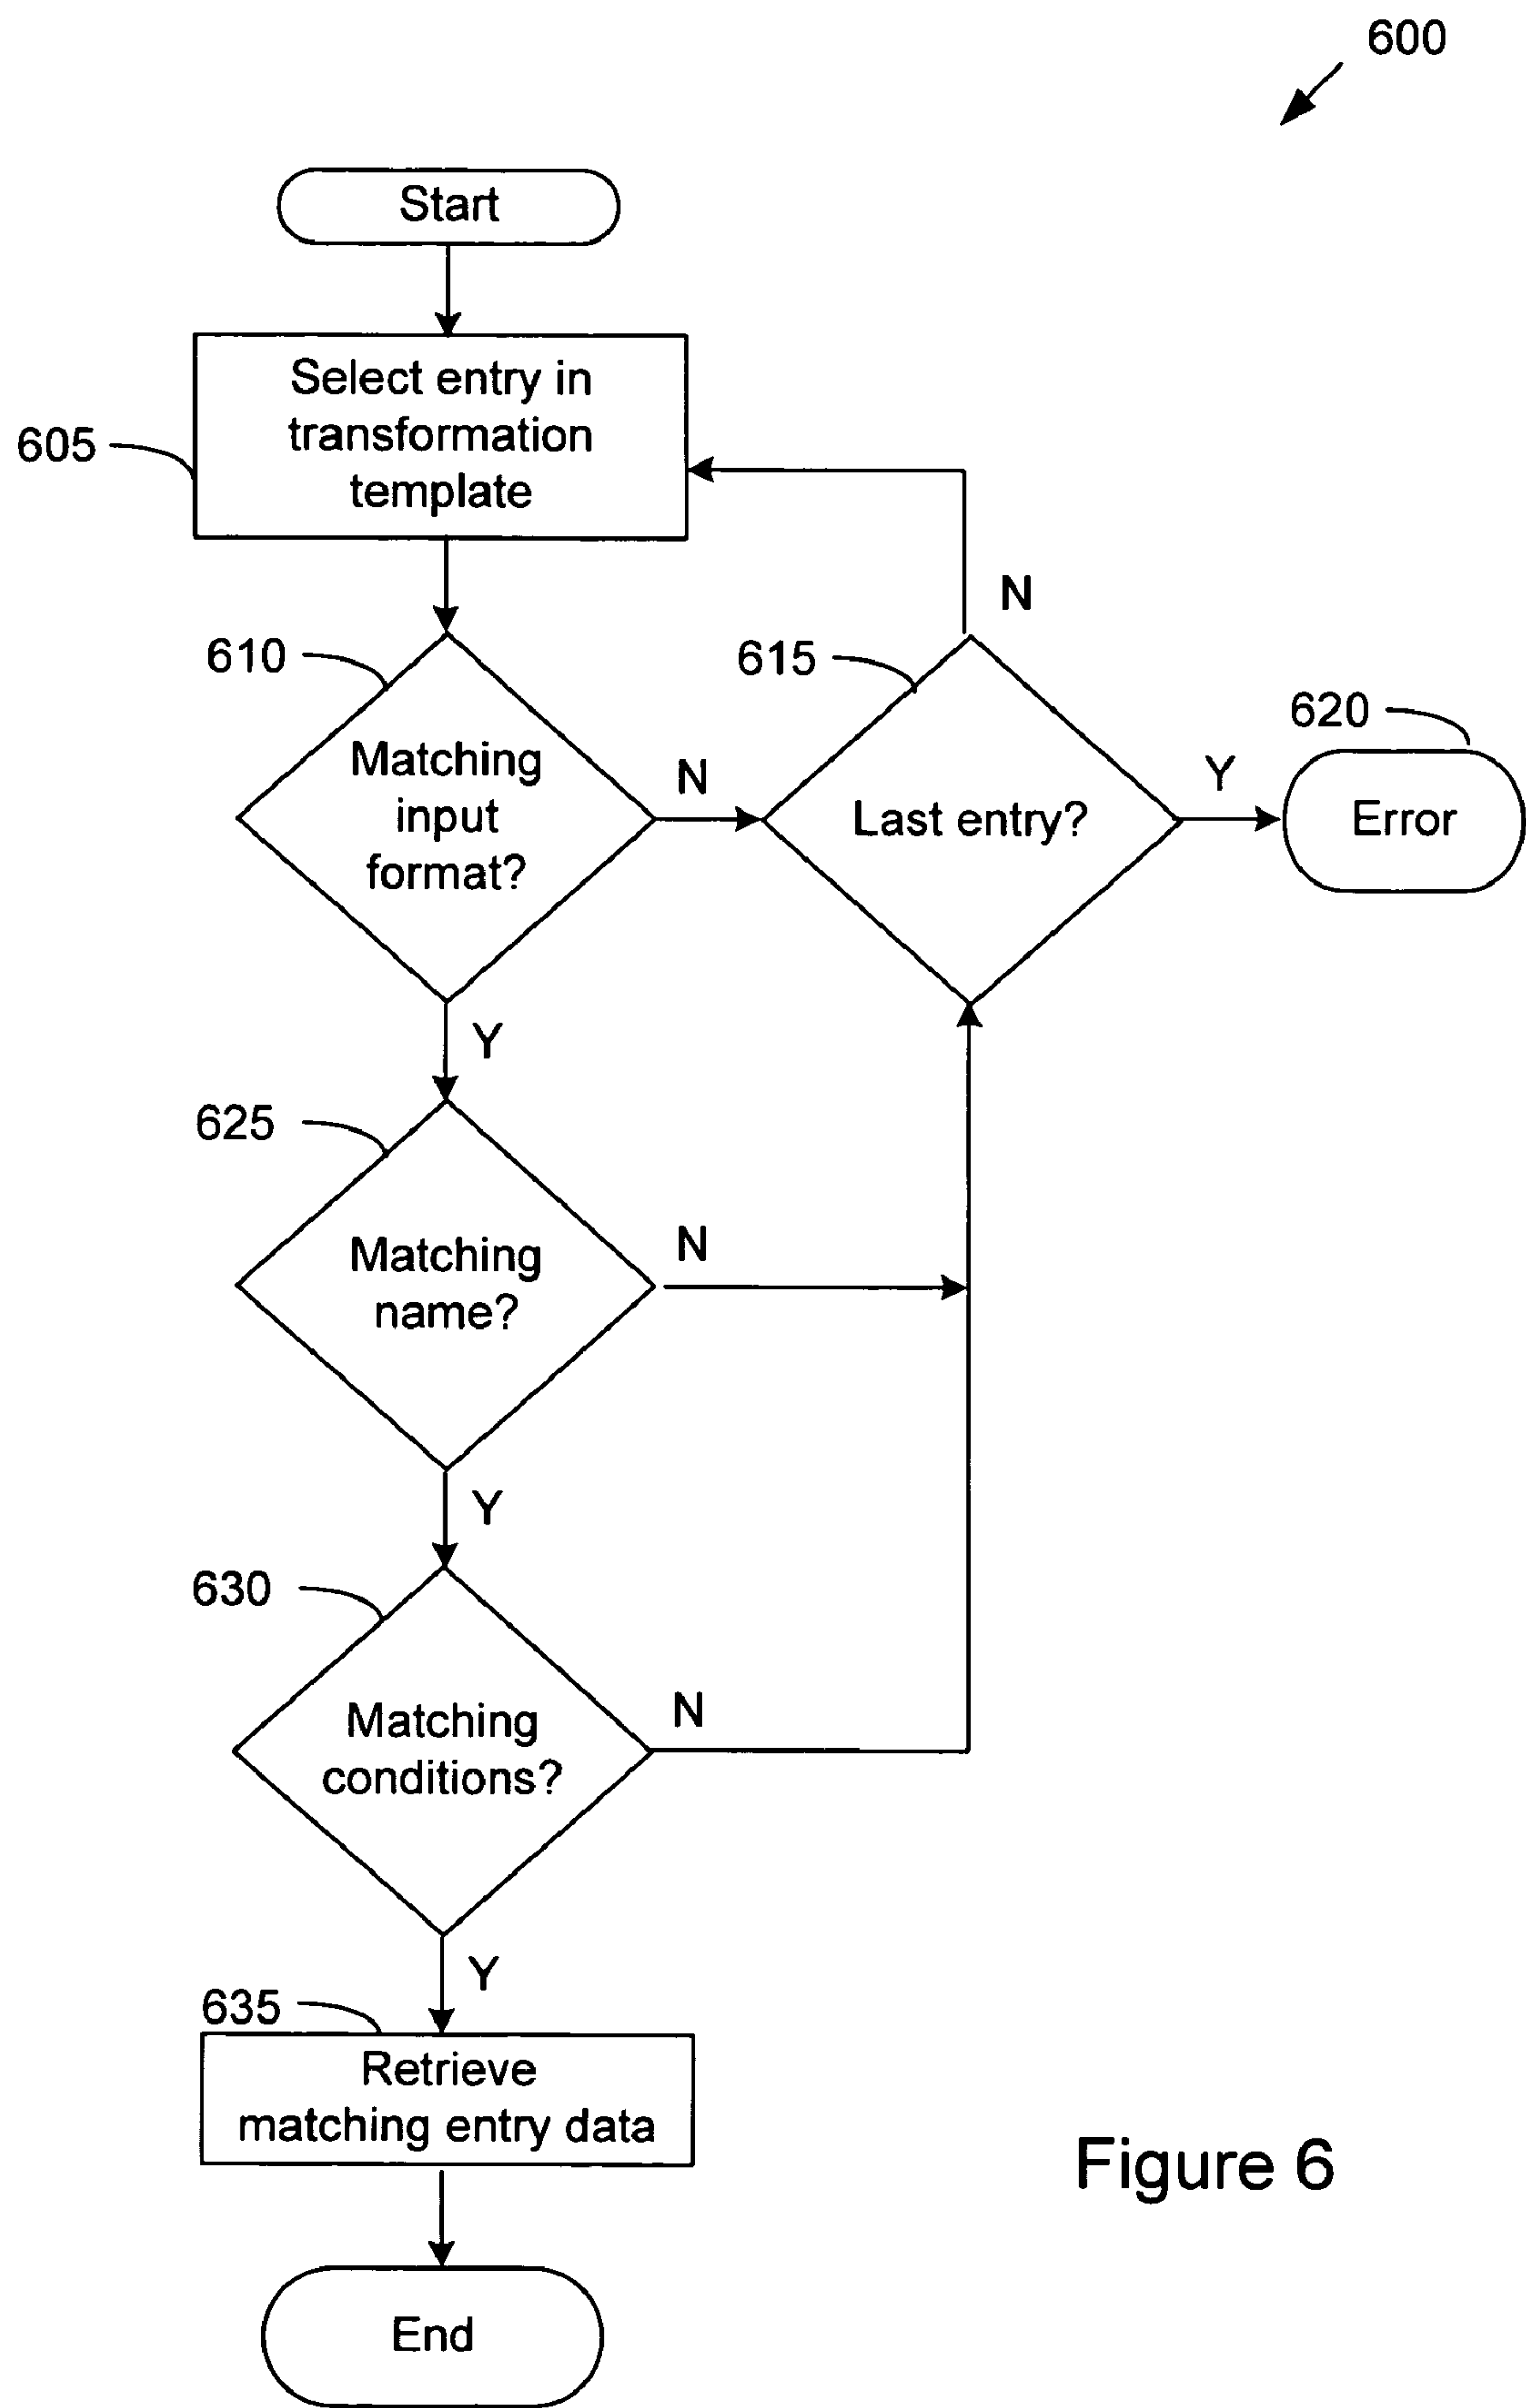 600
Start
Select entry in
transformation
template
605
N
610
615
620
Matching
input
format?
N
Last entry?
Y
Error
Y
625
Matching
name?
N
Y
630
Matching
conditions?
N
Y
635
Retrieve
matching entry data
Figure 6
End